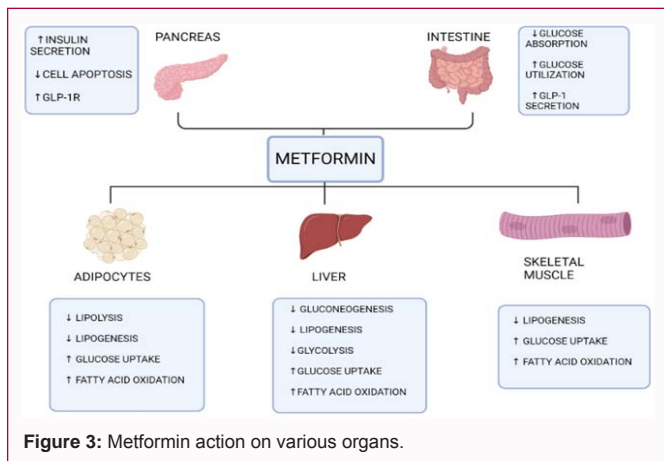 ↑INSULIN
SECRETION
↓CELL APOPTOSIS
↑GLP-1R
PANCREAS
INTESTINE
↓GLUCOSE
ABSORPTION
↑GLUCOSE
UTILIZATION
↑GLP-1
SECRETION
METFORMIN
ADIPOCYTES
LIVER
SKELETAL
MUSCLE
↓ LIPOLYSIS
↓ LIPOGENESIS
↑ GLUCOSE UPTAKE
↑ FATTY ACID OXIDATION
↓ GLUCONEOGENESIS
↓ LIPOGENESIS
↓GLYCOLYSIS
↑GLUCOSE UPTAKE
↑FATTY ACID OXIDATION
↓ LIPOGENESIS
↑ GLUCOSE UPTAKE
↑ FATTY ACID OXIDATION
Figure 3: Metformin action on various organs.